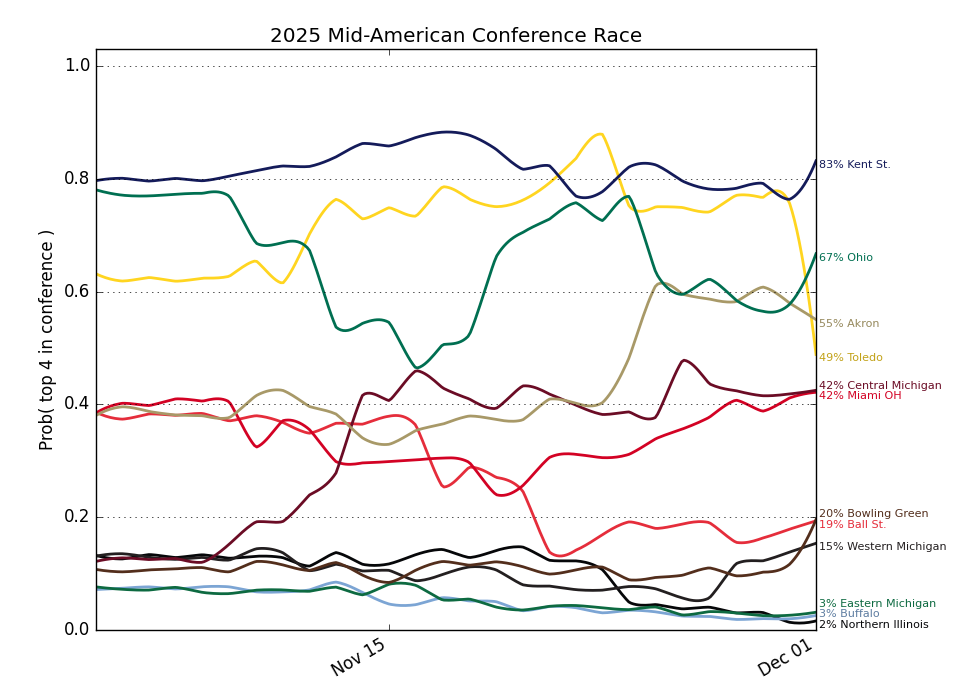 2025 Mid-American Conference Race
Prob( top 4 in conference )
1.0
0.8
0.6
0.4
0.2
0.0
Nov 15
Dec 01
83% Kent St.
67% Ohio
55% Akron
49% Toledo
42% Central Michigan
42% Miami OH
20% Bowling Green
19% Ball St.
15% Western Michigan
3% Eastern Michigan
3% Buffalo
2% Northern Illinois